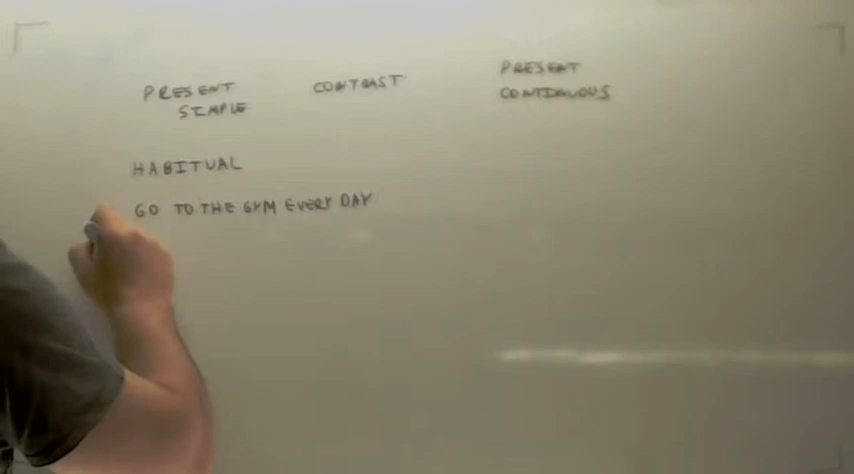 PRESENT SIMPLE
CONTRAST
PRESENT CONTINUOUS
HABITUAL
GO TO THE GYM EVERY DAY